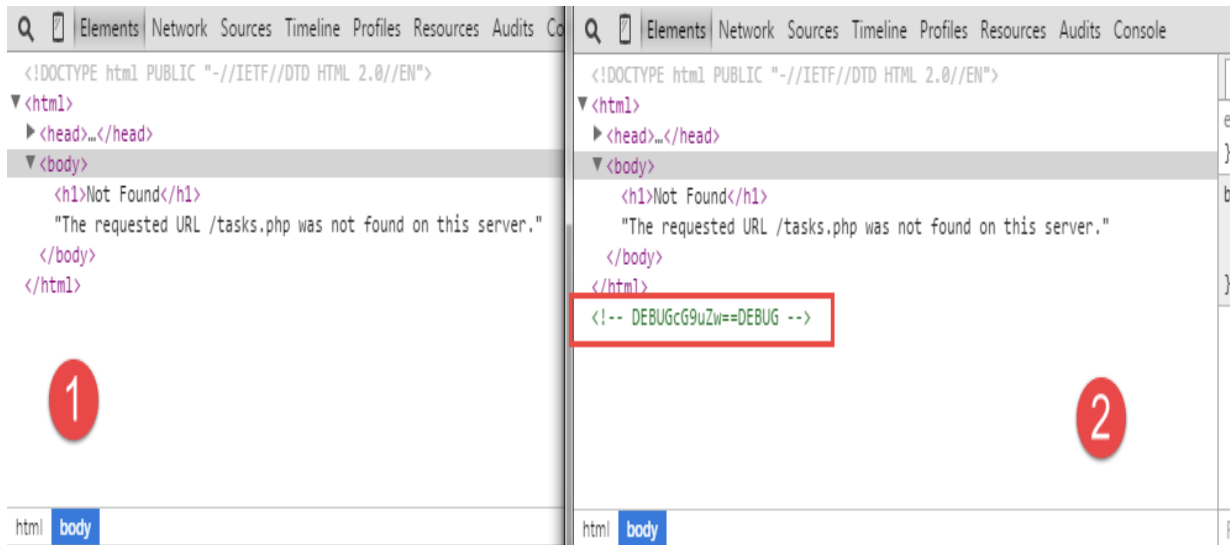 Elements Network Sources Timeline Profiles Resources Audits Co
<!DOCTYPE html PUBLIC "-//IETF//DTD HTML 2.0//EN">
▼<html>
▶<head>…</head>
▼<body>
<h1>Not Found</h1>
"The requested URL /tasks.php was not found on this server."
</body>
</html>
1
html body
Elements Network Sources Timeline Profiles Resources Audits Console
<!DOCTYPE html PUBLIC "-//IETF//DTD HTML 2.0//EN">
▼<html>
▶<head>…</head>
▼<body>
<h1>Not Found</h1>
"The requested URL /tasks.php was not found on this server."
</body>
</html>
<!-- DEBUGcG9uZw==DEBUG -->
2
html body